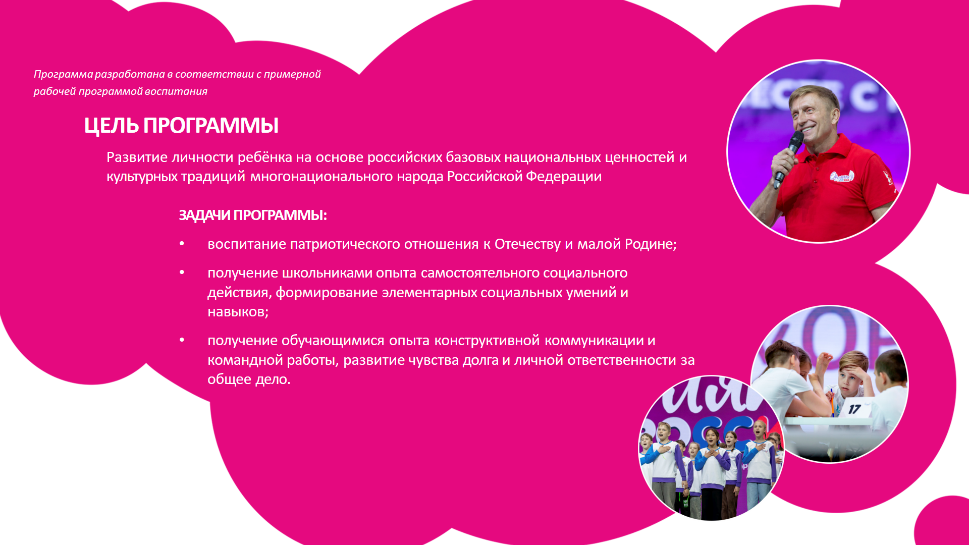 Программа разработана в соответствии с примерной
рабочей программой воспитания
ЦЕЛЬ ПРОГРАММЫ
Развитие личности ребёнка на основе российских базовых национальных ценностей и
культурных традиций многонационального народа Российской Федерации
ЗАДАЧИ ПРОГРАММЫ:
• воспитание патриотического отношения к Отечеству и малой Родине;
• получение школьниками опыта самостоятельного социального
действия, формирование элементарных социальных умений и
навыков;
• получение обучающимися опыта конструктивной коммуникации и
командной работы, развитие чувства долга и личной ответственности за
общее дело.
17